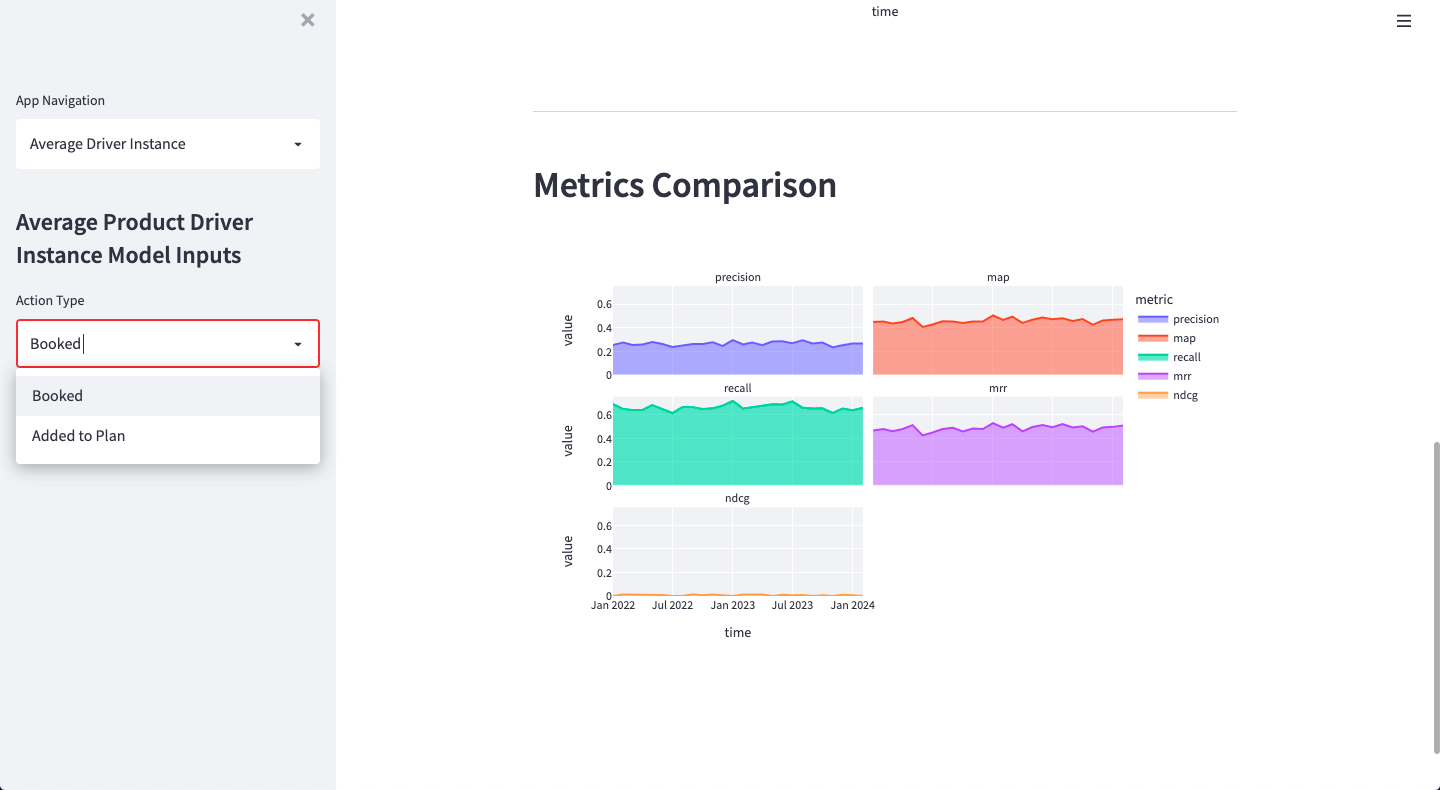 App Navigation
Average Driver Instance
Average Product Driver
Instance Model Inputs
Action Type
Booked
Booked
Added to Plan
time
Metrics Comparison
precision
map
value
0.6
0.4
0.2
0
recall
mrr
value
0.6
0.4
0.2
0
ndcg
value
0.6
0.4
0.2
0
Jan 2022 Jul 2022 Jan 2023 Jul 2023 Jan 2024
time
metric
precision
map
recall
mrr
ndcg